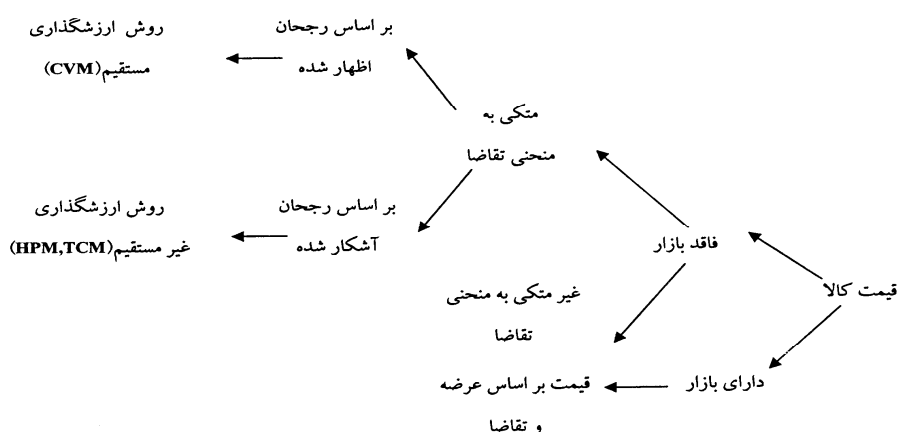 قیمت کالا
فاقد بازار
دارای بازار
متکی به
منحنی تقاضا
غیر متکی به منحنی
تقاضا
قیمت بر اساس عرضه
و تقاضا
بر اساس رجحان
اظهار شده
بر اساس رجحان
آشکار شده
روش ارزشگذاری
مستقیم(CVM)
روش ارزشگذاری
غیر مستقیم(HPM,TCM)